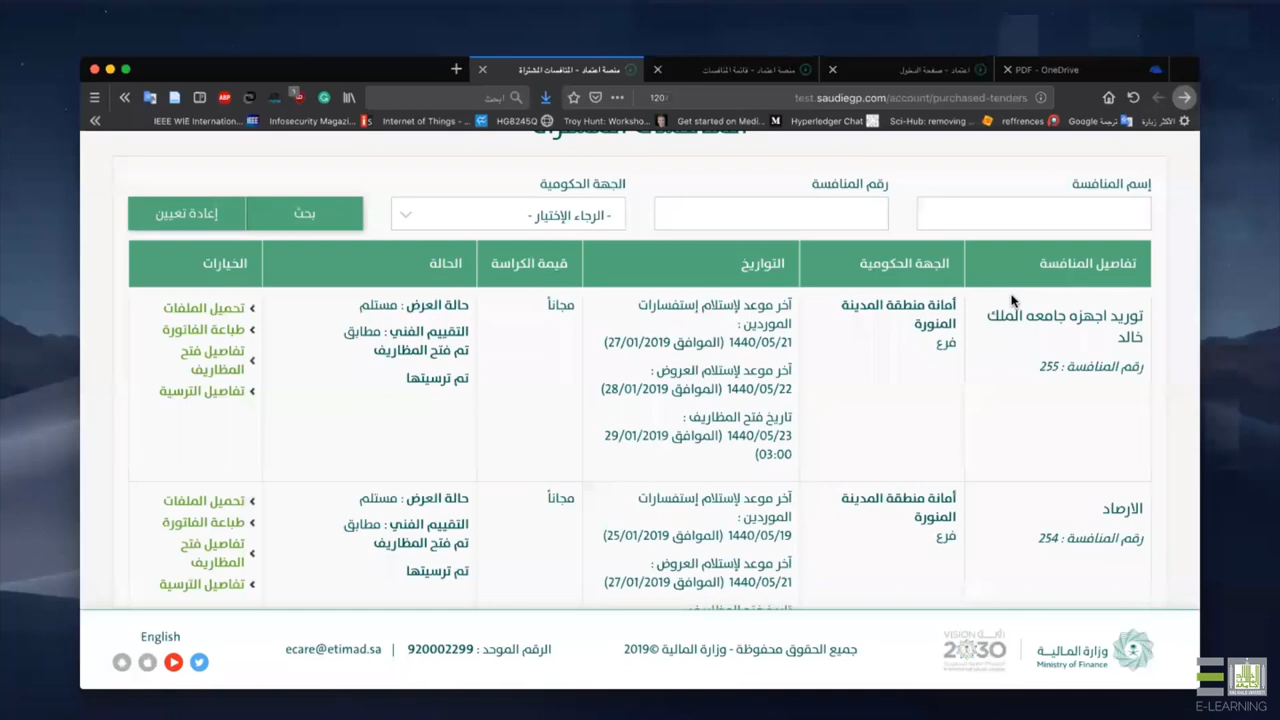 منصة اعتماد - المنافسات المشتراة
منصة اعتماد - قائمة المنافسات
اعتماد - صفحة الدخول
PDF - OneDrive
ابحث
120
test.saudiegp.com/account/purchased-tenders
IEEE WIE Internation...
Infosecurity Magazi...
Internet of Things - ...
HG8245Q
Troy Hunt: Worksho...
Get started on Medi...
Hyperledger Chat
Sci-Hub: removing ...
reffrences
ترجمة Google
الأكثر زيارة
إسم المنافسة
رقم المنافسة
الجهة الحكومية
- الرجاء الإختيار -
بحث
إعادة تعيين
تفاصيل المنافسة
الجهة الحكومية
التواريخ
قيمة الكراسة
الحالة
الخيارات
توريد اجهزه جامعه الملك
خالد
رقم المنافسة : 255
أمانة منطقة المدينة
المنورة
فرع
آخر موعد لإستلام إستفسارات
الموردين :
1440/05/21 (الموافق 27/01/2019)
آخر موعد لإستلام العروض :
1440/05/22 (الموافق 28/01/2019)
تاريخ فتح المظاريف :
1440/05/23 (الموافق 29/01/2019
03:00)
مجاناً
حالة العرض : مستلم
التقييم الفني : مطابق
تم فتح المظاريف
تم ترسيتها
تحميل الملفات
طباعة الفاتورة
تفاصيل فتح
المظاريف
تفاصيل الترسية
الارصاد
رقم المنافسة : 254
أمانة منطقة المدينة
المنورة
فرع
آخر موعد لإستلام إستفسارات
الموردين :
1440/05/19 (الموافق 25/01/2019)
آخر موعد لإستلام العروض :
1440/05/21 (الموافق 27/01/2019)
مجاناً
حالة العرض : مستلم
التقييم الفني : مطابق
تم فتح المظاريف
تم ترسيتها
تحميل الملفات
طباعة الفاتورة
تفاصيل فتح
المظاريف
تفاصيل الترسية
وزارة المالية
Ministry of Finance
VISION رؤية
2030
جميع الحقوق محفوظة - وزارة المالية ©2019
الرقم الموحد : 920002299 | ecare@etimad.sa
English
E-LEARNING